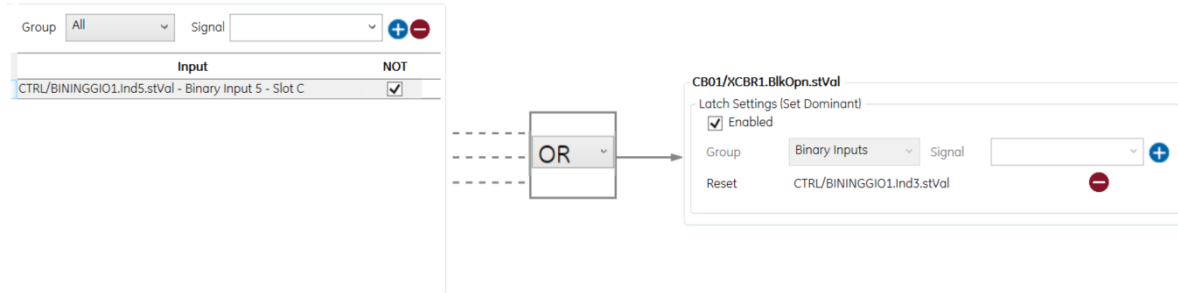 Group All Signal
Input NOT
CTRL/BININGGIO1.Ind5.stVal - Binary Input 5 - Slot C
OR
CB01/XCBR1.BlkOpn.stVal
Latch Settings (Set Dominant)
Enabled
Group Binary Inputs Signal
Reset CTRL/BININGGIO1.Ind3.stVal